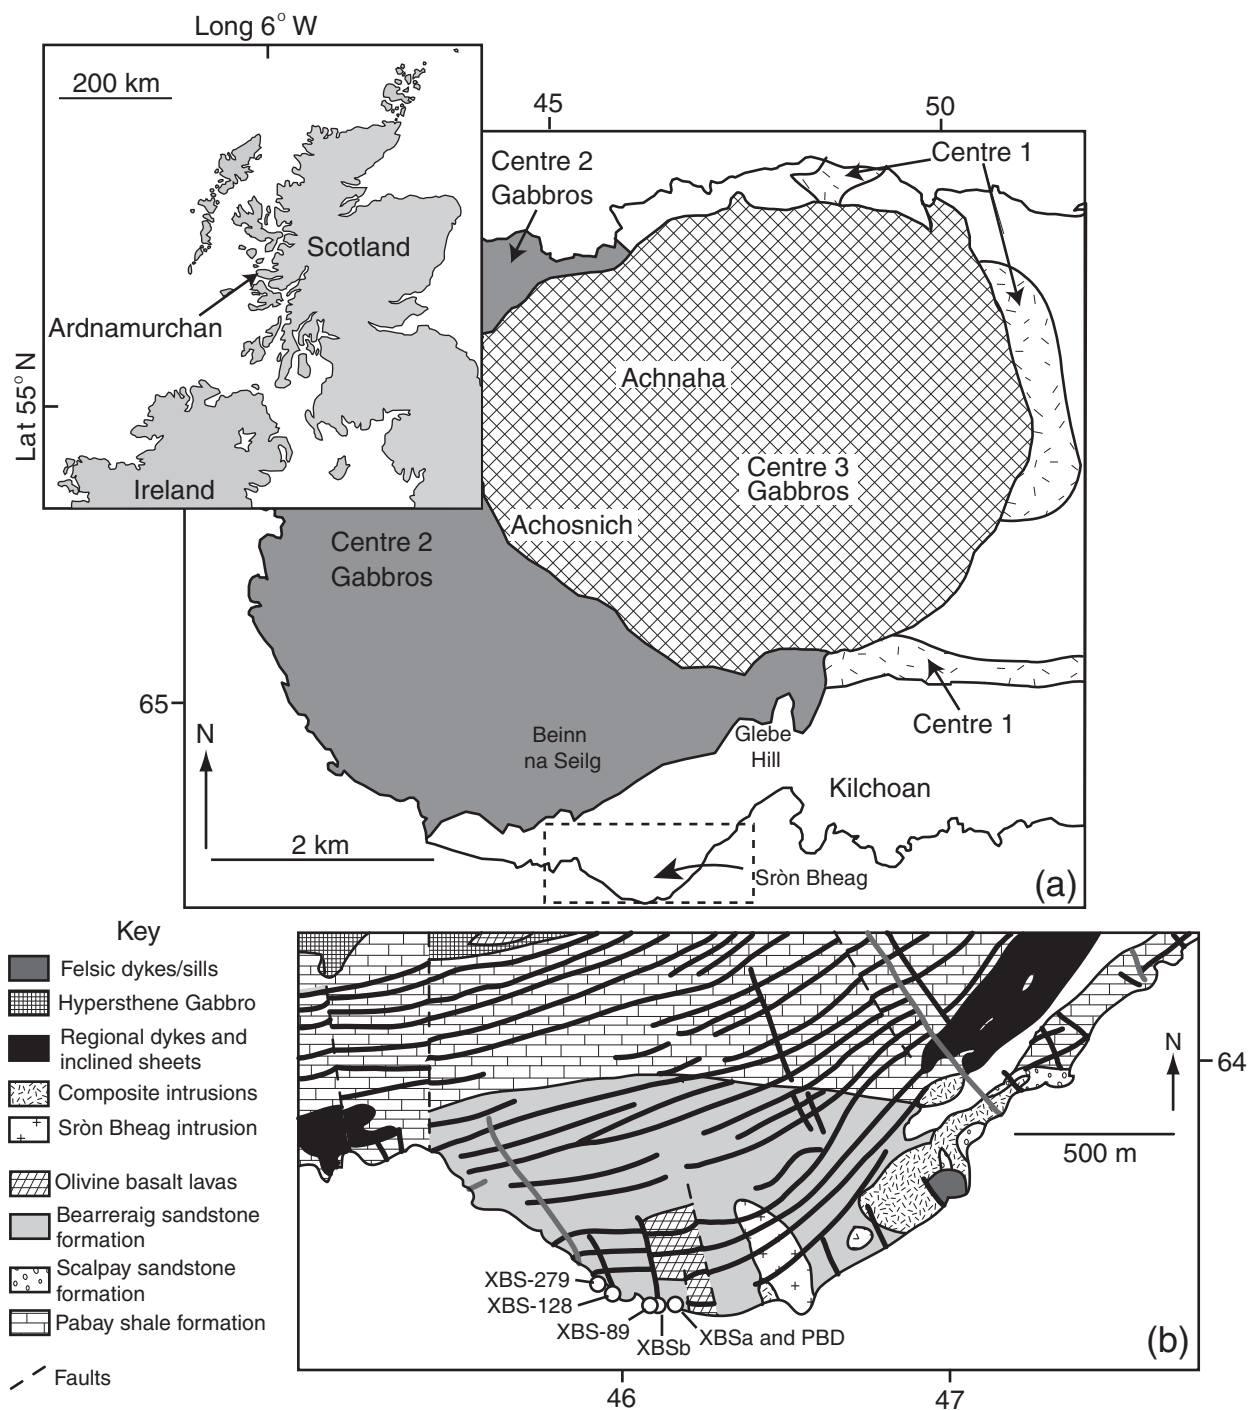 Long 6° W
200 km
Scotland
Ardnamurchan
Lat 55° N
Ireland
45
50
Centre 2
Gabbros
Centre 1
Achnaha
Centre 3
Gabbros
Achosnich
Centre 2
Gabbros
65
N
Beinn
na Seilg
Glebe
Hill
Centre 1
Kilchoan
2 km
Sròn Bheag
(a)
Key
Felsic dykes/sills
Hypersthene Gabbro
Regional dykes and
inclined sheets
Composite intrusions
Sròn Bheag intrusion
Olivine basalt lavas
Bearreraig sandstone
formation
Scalpay sandstone
formation
Pabay shale formation
Faults
N
64
500 m
XBS-279
XBS-128
XBS-89
XBSb
XBSa and PBD
(b)
46
47